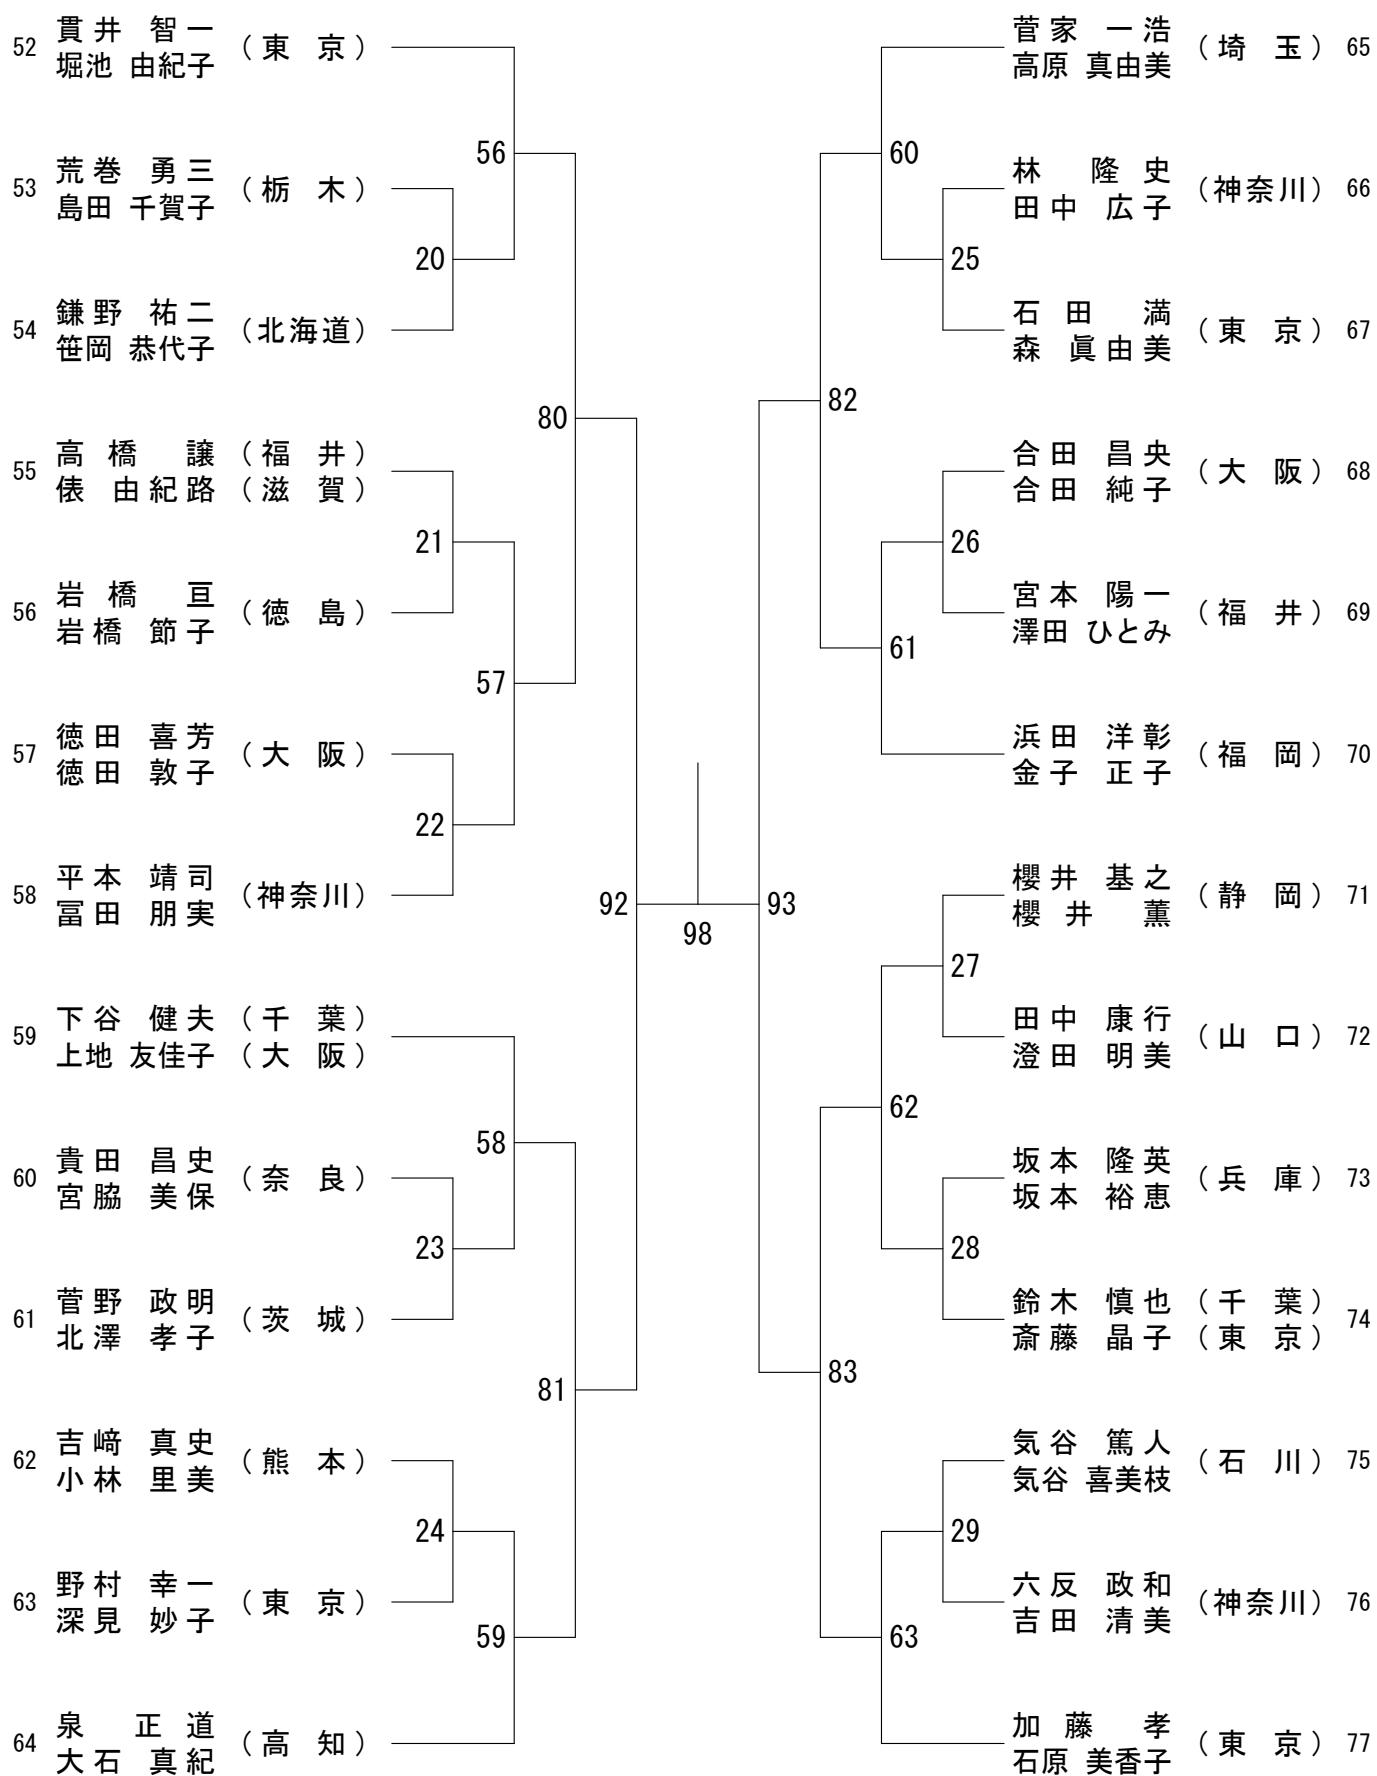 52 貫井 智一 (東 京)
堀池 由紀子
53 荒巻 勇三 (栃 木)
島田 千賀子
54 鎌野 祐二 (北海道)
笹岡 恭代子
55 高橋 譲 (福 井)
俵 由紀路 (滋 賀)
56 岩橋 亘 (徳 島)
岩橋 節子
57 徳田 喜芳 (大 阪)
徳田 敦子
58 平本 靖司 (神奈川)
冨田 朋実
59 下谷 健夫 (千 葉)
上地 友佳子 (大 阪)
60 貴田 昌史 (奈 良)
宮脇 美保
61 菅野 政明 (茨 城)
北澤 孝子
62 吉﨑 真史 (熊 本)
小林 里美
63 野村 幸一 (東 京)
深見 妙子
64 泉 正道 (高 知)
大石 真紀
56
20
80
21
57
22
92
58
23
81
24
59
98
93
60
25
82
26
61
27
62
28
83
29
63
菅家 一浩 (埼 玉) 65
高原 真由美
林 隆史 (神奈川) 66
田中 広子
石田 満 (東 京) 67
森 眞由美
合田 昌央 (大 阪) 68
合田 純子
宮本 陽一 (福 井) 69
澤田 ひとみ
浜田 洋彰 (福 岡) 70
金子 正子
櫻井 基之 (静 岡) 71
櫻井 薫
田中 康行 (山 口) 72
澄田 明美
坂本 隆英 (兵 庫) 73
坂本 裕恵
鈴木 慎也 (千 葉) 74
斎藤 晶子 (東 京)
気谷 篤人 (石 川) 75
気谷 喜美枝
六反 政和 (神奈川) 76
吉田 清美
加藤 孝 (東 京) 77
石原 美香子